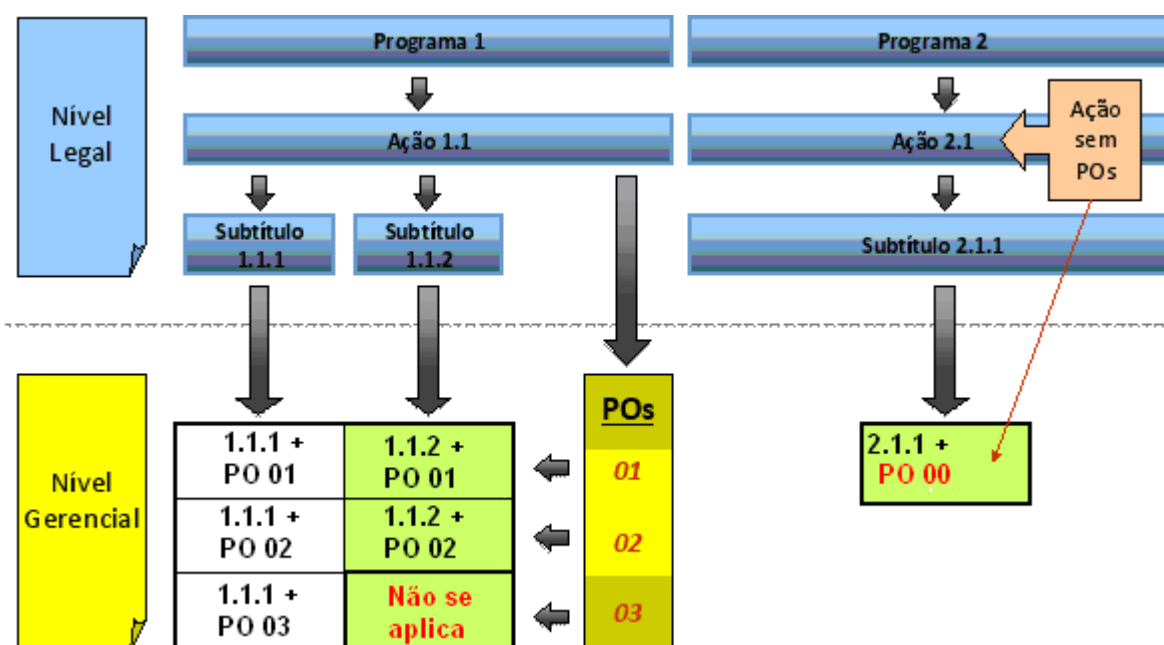 Programa 1
Programa 2
Nível
Legal
Ação
sem
POs
Ação 1.1
Ação 2.1
Subtítulo
1.1.1
Subtítulo
1.1.2
Subtítulo 2.1.1
Nível
Gerencial
POs
1.1.1 +
PO 01
1.1.2 +
PO 01
01
2.1.1 +
PO 00
1.1.1 +
PO 02
1.1.2 +
PO 02
02
1.1.1 +
PO 03
Não se
aplica
03